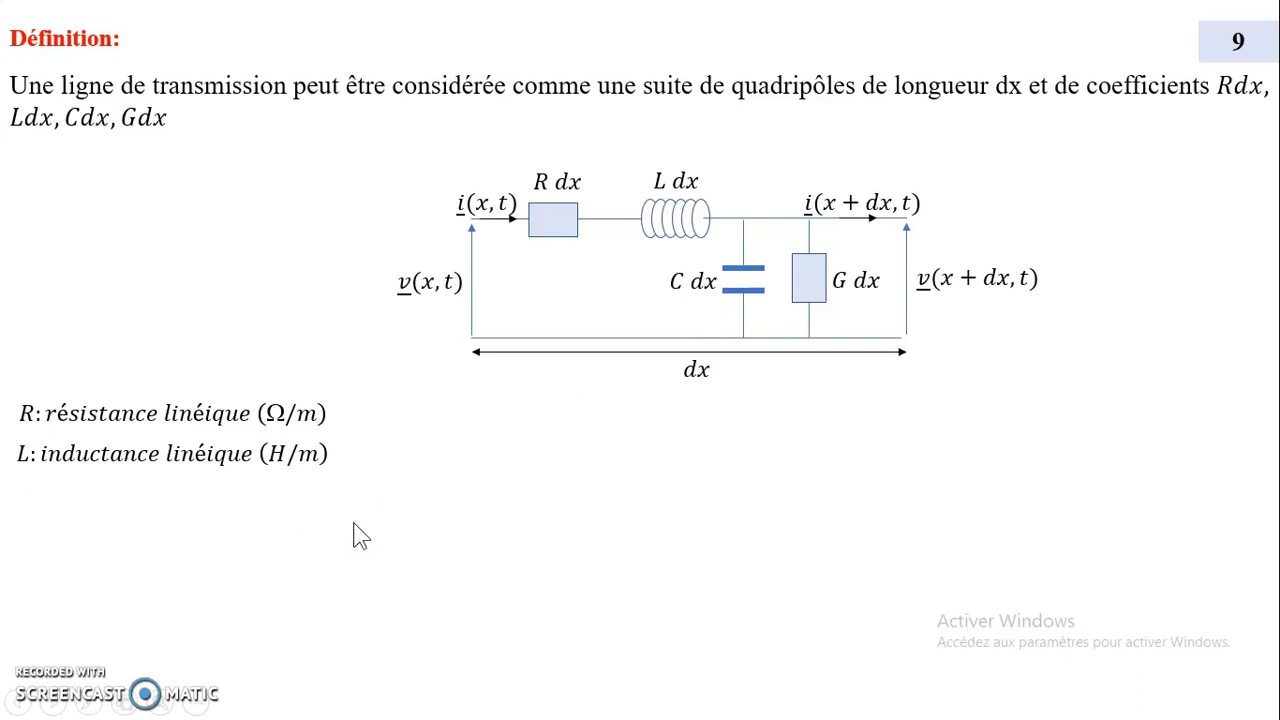 Définition:
9
Une ligne de transmission peut être considérée comme une suite de quadripôles de longueur dx et de coefficients Rdx,
Ldx, Cdx, Gdx
R dx
L dx
i(x, t)
i(x + dx, t)
v(x, t)
C dx
G dx
v(x + dx, t)
dx
R: résistance linéique (Ω/m)
L: inductance linéique (H/m)
Activer Windows
Accédez aux paramètres pour activer Windows.
RECORDED WITH
SCREENCAST MATIC